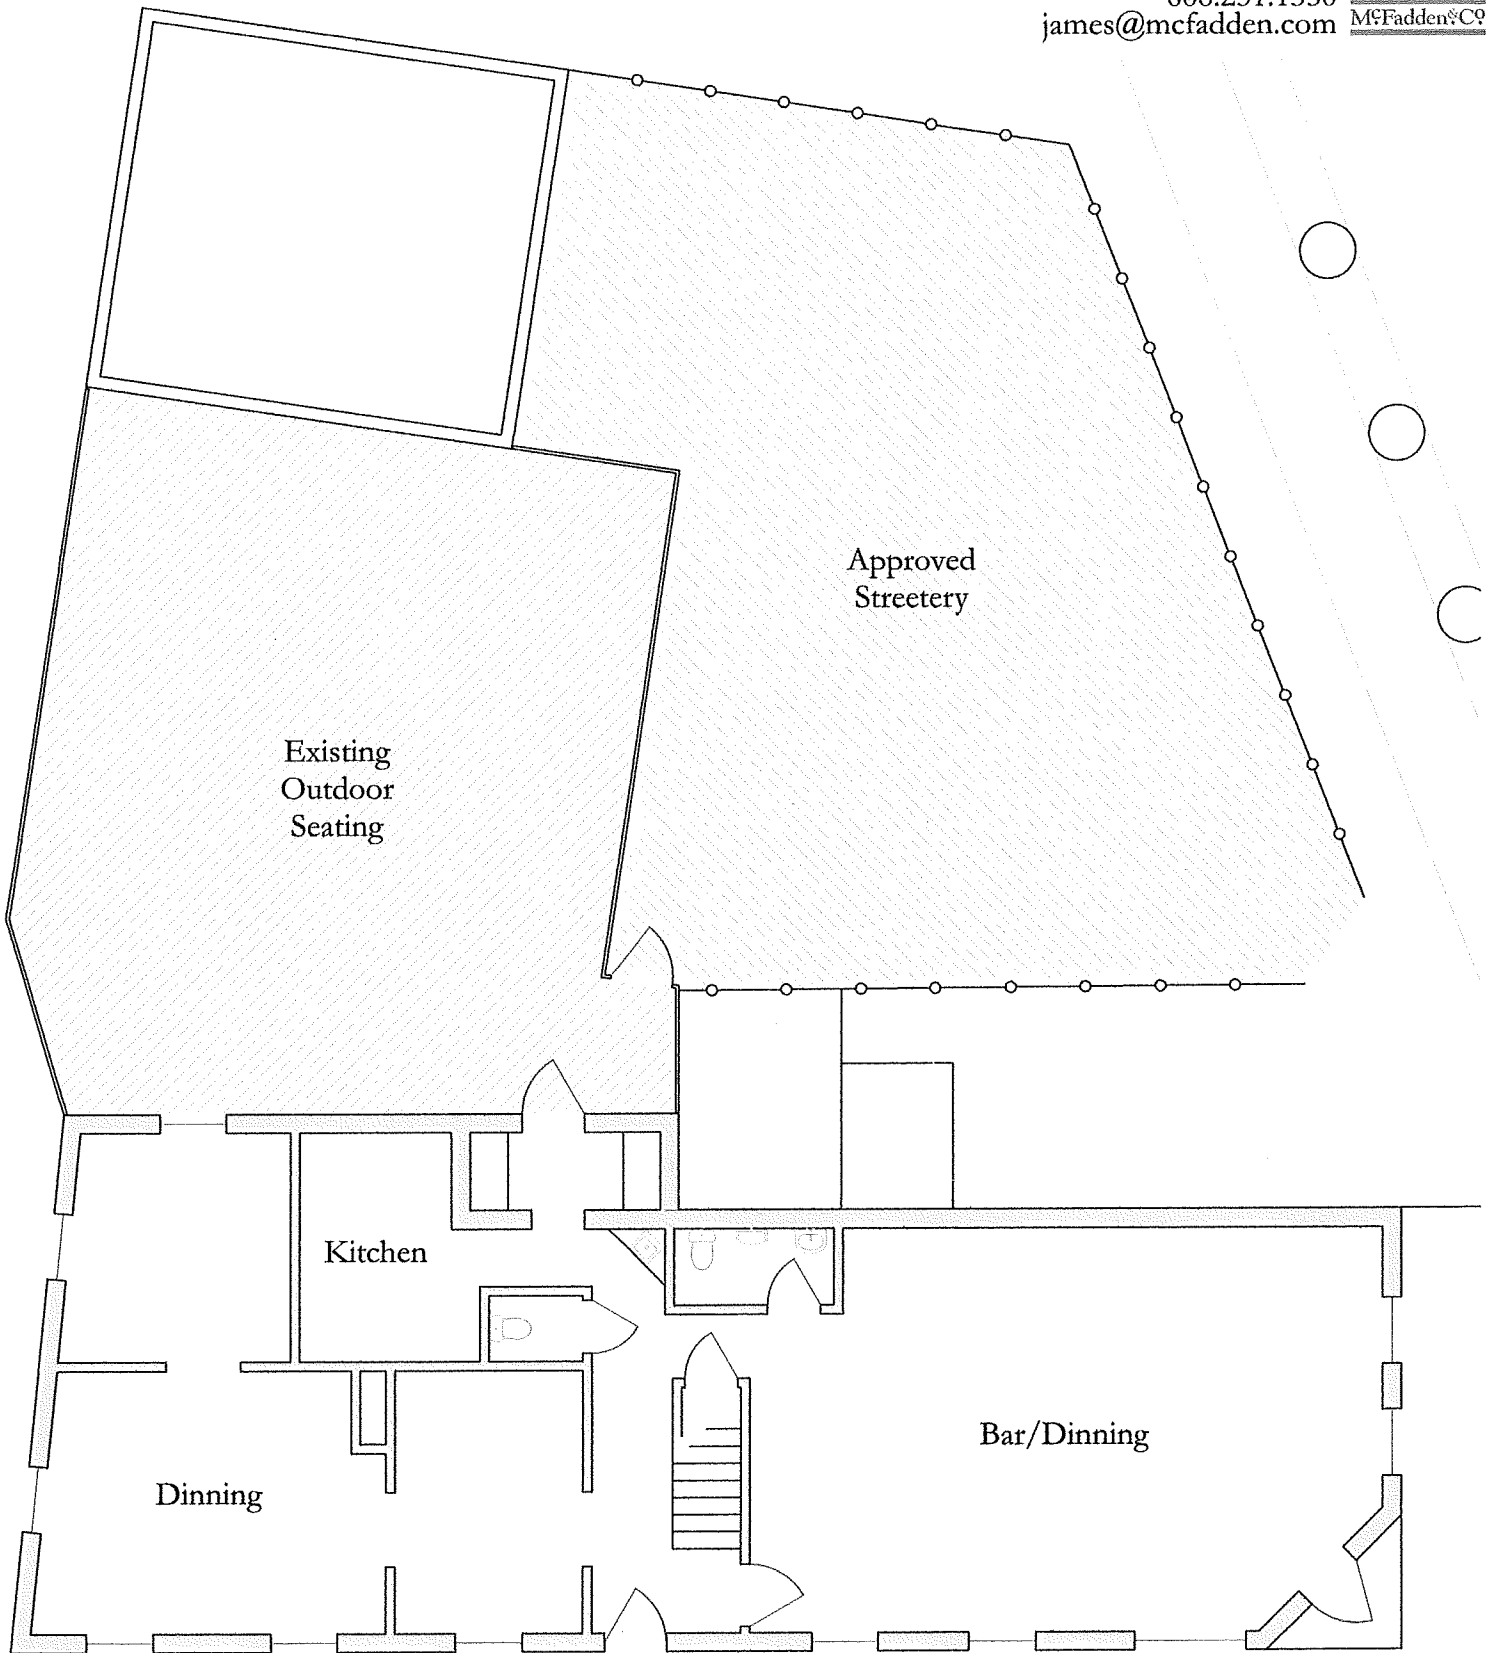 james@mcfadden.com
McFadden & Co
Approved
Streetery
Existing
Outdoor
Seating
Kitchen
Bar/Dinning
Dinning